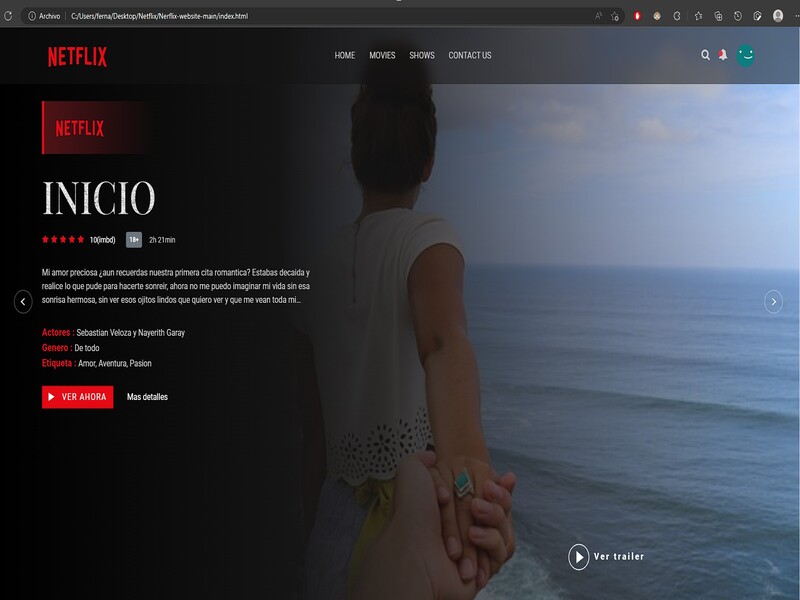 Archivo C:/Users/ferna/Desktop/Netflix/Nerflix-website-main/index.html
NETFLIX HOME MOVIES SHOWS CONTACT US
NETFLIX
INICIO
10(imbd) 18+ 2h 21min
Mi amor preciosa ¿aun recuerdas nuestra primera cita romantica? Estabas decaida y
realice lo que pude para hacerte sonreir, ahora no me puedo imaginar mi vida sin esa
sonrisa hermosa, sin ver esos ojitos lindos que quiero ver y que me vean toda mi...
Actores : Sebastian Veloza y Nayerith Garay
Genero : De todo
Etiqueta : Amor, Aventura, Pasion
VER AHORA Mas detalles
Ver trailer